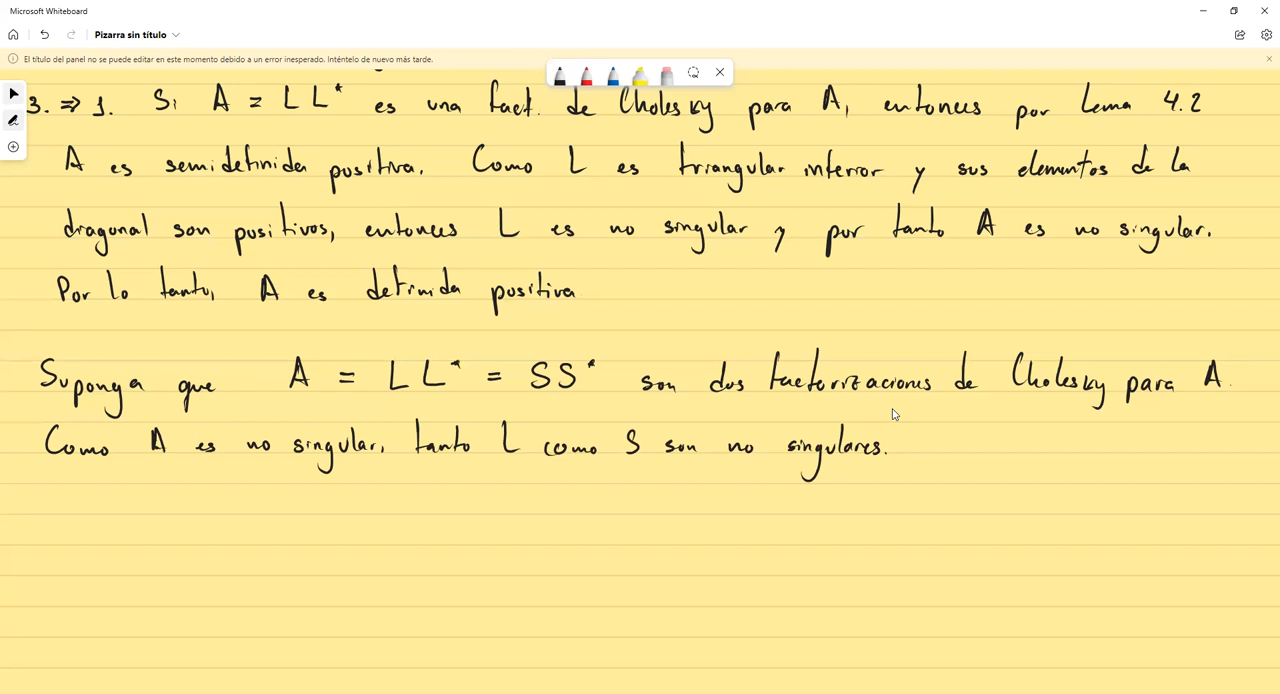 Microsoft Whiteboard
Pizarra sin título
El título del panel no se puede editar en este momento debido a un error inesperado. Inténtelo de nuevo más tarde.
3. ⇒ 1. Si A = LL* es una fact. de Cholesky para A, entonces por Lema 4.2
A es semidefinida positiva. Como L es triangular inferior y sus elementos de la
diagonal son positivos, entonces L es no singular y por tanto A es no singular.
Por lo tanto, A es definida positiva
Suponga que A = LL* = SS* son dos factorizaciones de Cholesky para A.
Como A es no singular, tanto L como S son no singulares.